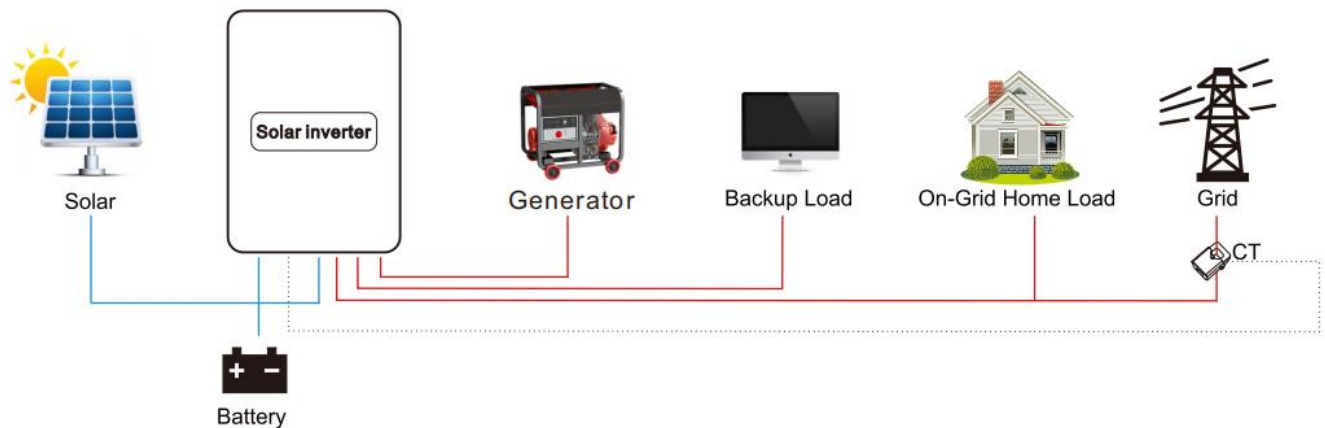 Solar inverter
Solar
Generator
Backup Load
On-Grid Home Load
Grid
CT
Battery